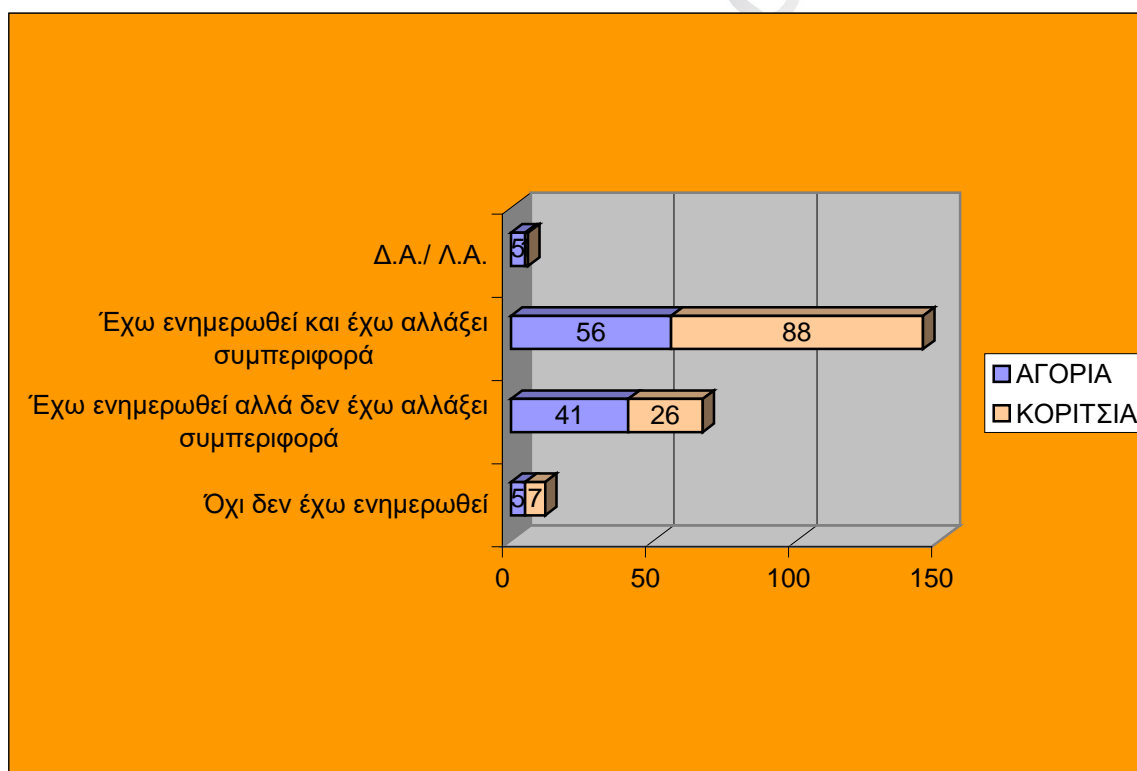 Δ.Α./ Λ.Α.
5
Έχω ενημερωθεί και έχω αλλάξει
συμπεριφορά
56 88
Έχω ενημερωθεί αλλά δεν έχω αλλάξει
συμπεριφορά
41 26
Όχι δεν έχω ενημερωθεί
5 7
0 50 100 150
ΑΓΟΡΙΑ
ΚΟΡΙΤΣΙΑ